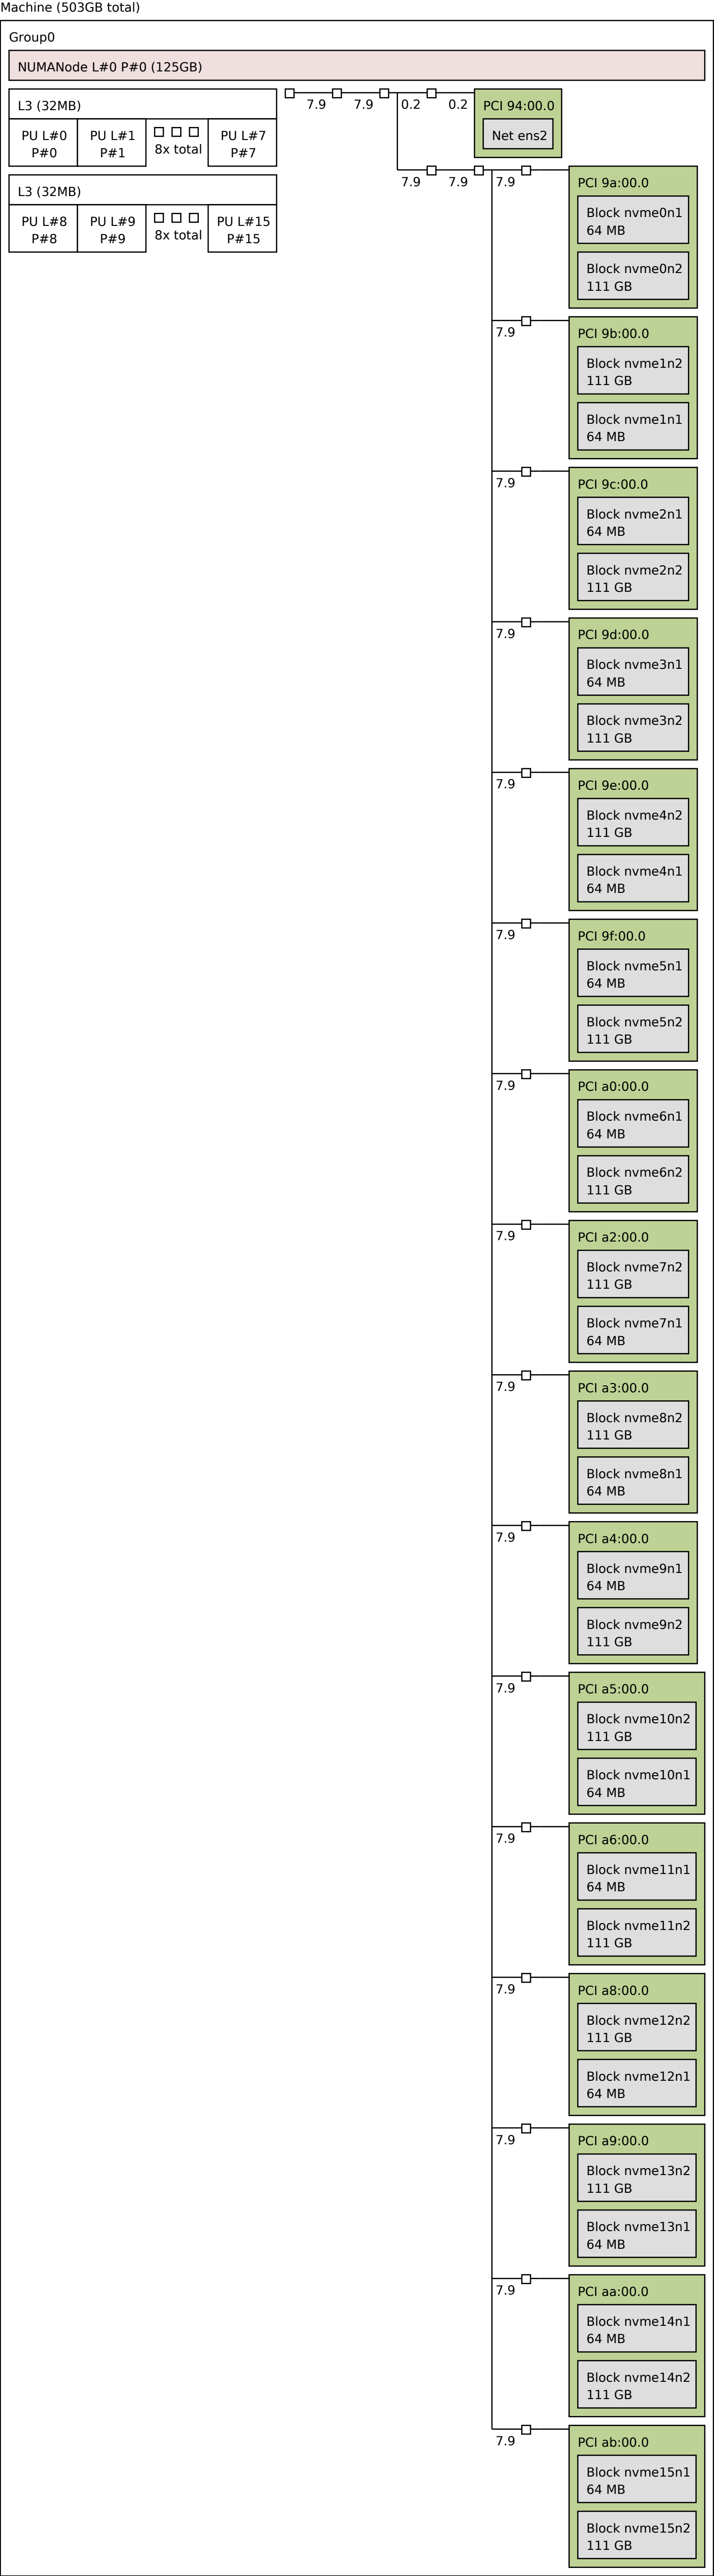 Machine (503GB total)
Group0
NUMANode L#0 P#0 (125GB)
L3 (32MB)
PU L#0
P#0
PU L#1
P#1
8x total
PU L#7
P#7
L3 (32MB)
PU L#8
P#8
PU L#9
P#9
8x total
PU L#15
P#15
7.9
7.9
0.2
0.2
PCI 94:00.0
Net ens2
7.9
7.9
7.9
PCI 9a:00.0
Block nvme0n1
64 MB
Block nvme0n2
111 GB
7.9
PCI 9b:00.0
Block nvme1n2
111 GB
Block nvme1n1
64 MB
7.9
PCI 9c:00.0
Block nvme2n1
64 MB
Block nvme2n2
111 GB
7.9
PCI 9d:00.0
Block nvme3n1
64 MB
Block nvme3n2
111 GB
7.9
PCI 9e:00.0
Block nvme4n2
111 GB
Block nvme4n1
64 MB
7.9
PCI 9f:00.0
Block nvme5n1
64 MB
Block nvme5n2
111 GB
7.9
PCI a0:00.0
Block nvme6n1
64 MB
Block nvme6n2
111 GB
7.9
PCI a2:00.0
Block nvme7n2
111 GB
Block nvme7n1
64 MB
7.9
PCI a3:00.0
Block nvme8n2
111 GB
Block nvme8n1
64 MB
7.9
PCI a4:00.0
Block nvme9n1
64 MB
Block nvme9n2
111 GB
7.9
PCI a5:00.0
Block nvme10n2
111 GB
Block nvme10n1
64 MB
7.9
PCI a6:00.0
Block nvme11n1
64 MB
Block nvme11n2
111 GB
7.9
PCI a8:00.0
Block nvme12n2
111 GB
Block nvme12n1
64 MB
7.9
PCI a9:00.0
Block nvme13n2
111 GB
Block nvme13n1
64 MB
7.9
PCI aa:00.0
Block nvme14n1
64 MB
Block nvme14n2
111 GB
7.9
PCI ab:00.0
Block nvme15n1
64 MB
Block nvme15n2
111 GB